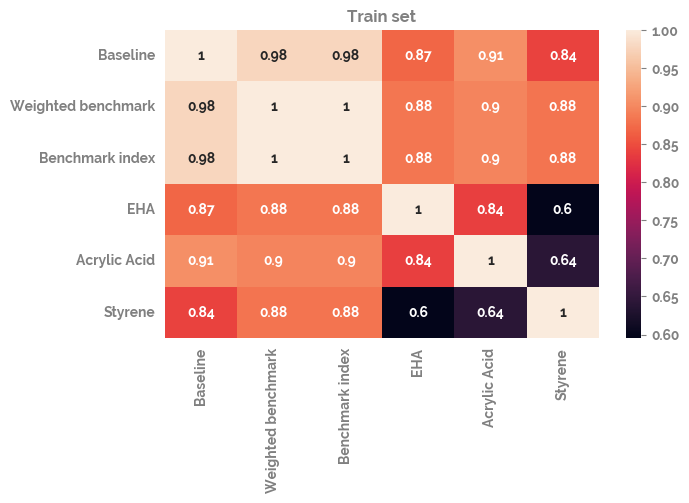 Train set
Baseline 1 0.98 0.98 0.87 0.91 0.84
Weighted benchmark 0.98 1 1 0.88 0.9 0.88
Benchmark index 0.98 1 1 0.88 0.9 0.88
EHA 0.87 0.88 0.88 1 0.84 0.6
Acrylic Acid 0.91 0.9 0.9 0.84 1 0.64
Styrene 0.84 0.88 0.88 0.6 0.64 1
Baseline
Weighted benchmark
Benchmark index
EHA
Acrylic Acid
Styrene
1.00
0.95
0.90
0.85
0.80
0.75
0.70
0.65
0.60